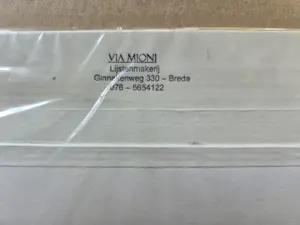 VIA MIONI
Lijstenmakerij
Ginnekenweg 330 – Breda
076 – 5654122